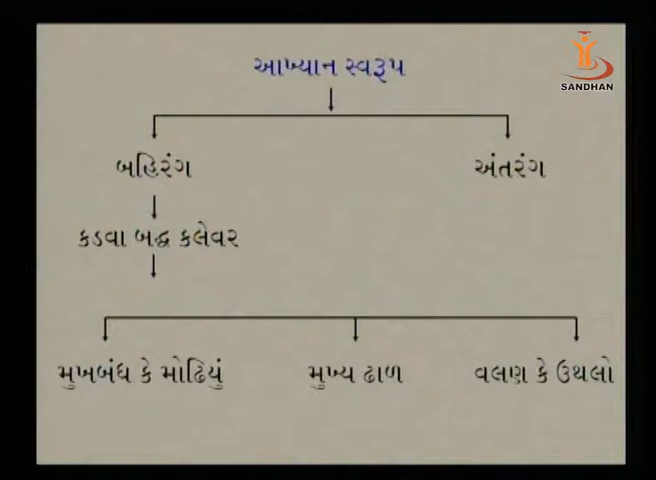 આખ્યાન સ્વરૂપ
SANDHAN
બહિરંગ
અંતરંગ
કડવા બદ્ધ કલેવર
મુખબંધ કે મોઢિયું
મુખ્ય ઢાળ
વલણ કે ઉથલો